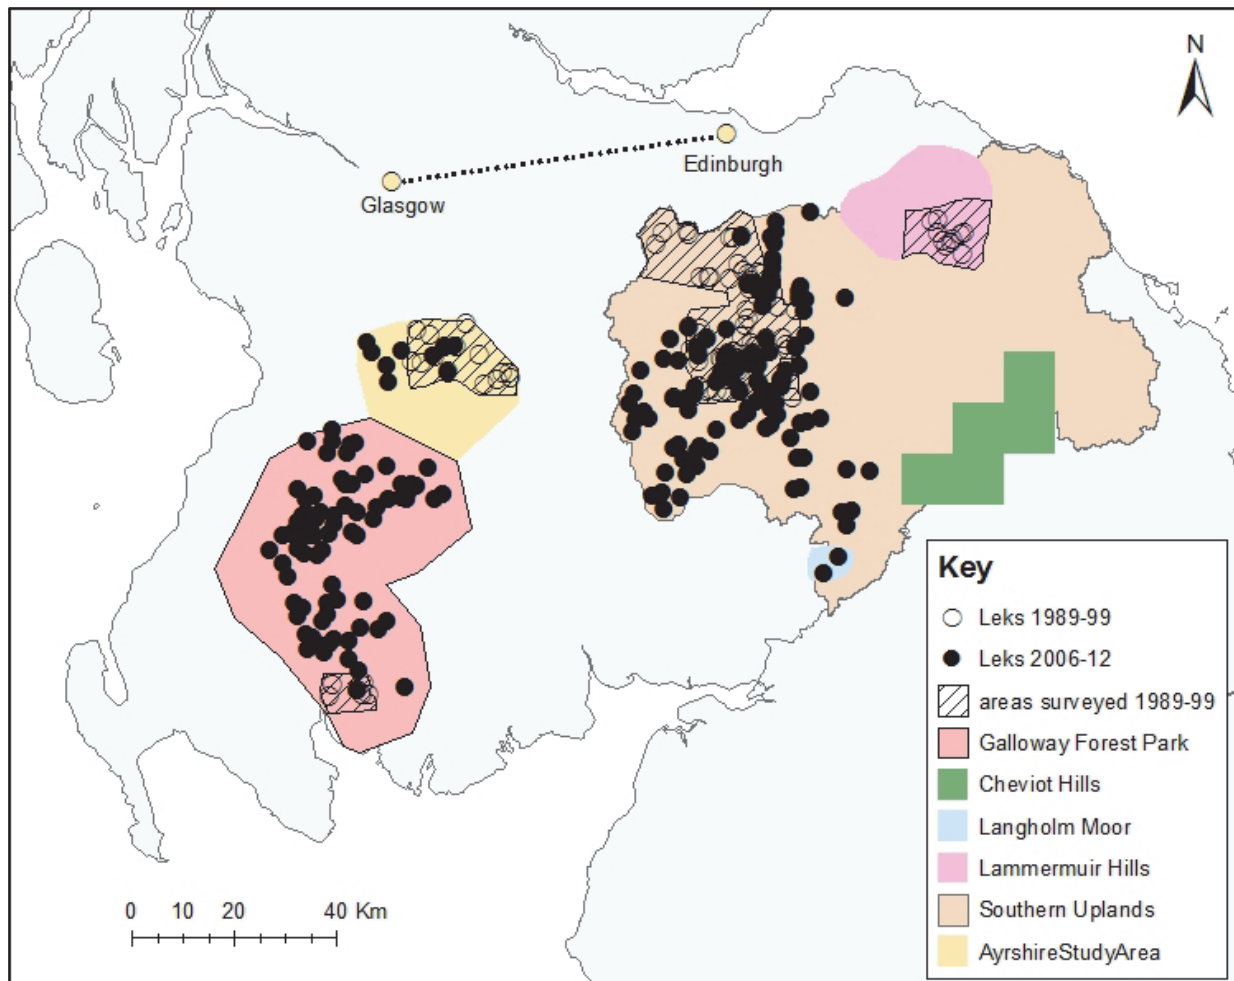 N
Edinburgh
Glasgow
Key
Leks 1989-99
Leks 2006-12
areas surveyed 1989-99
Galloway Forest Park
Cheviot Hills
Langholm Moor
Lammermuir Hills
Southern Uplands
AyrshireStudyArea
0 10 20 40 Km